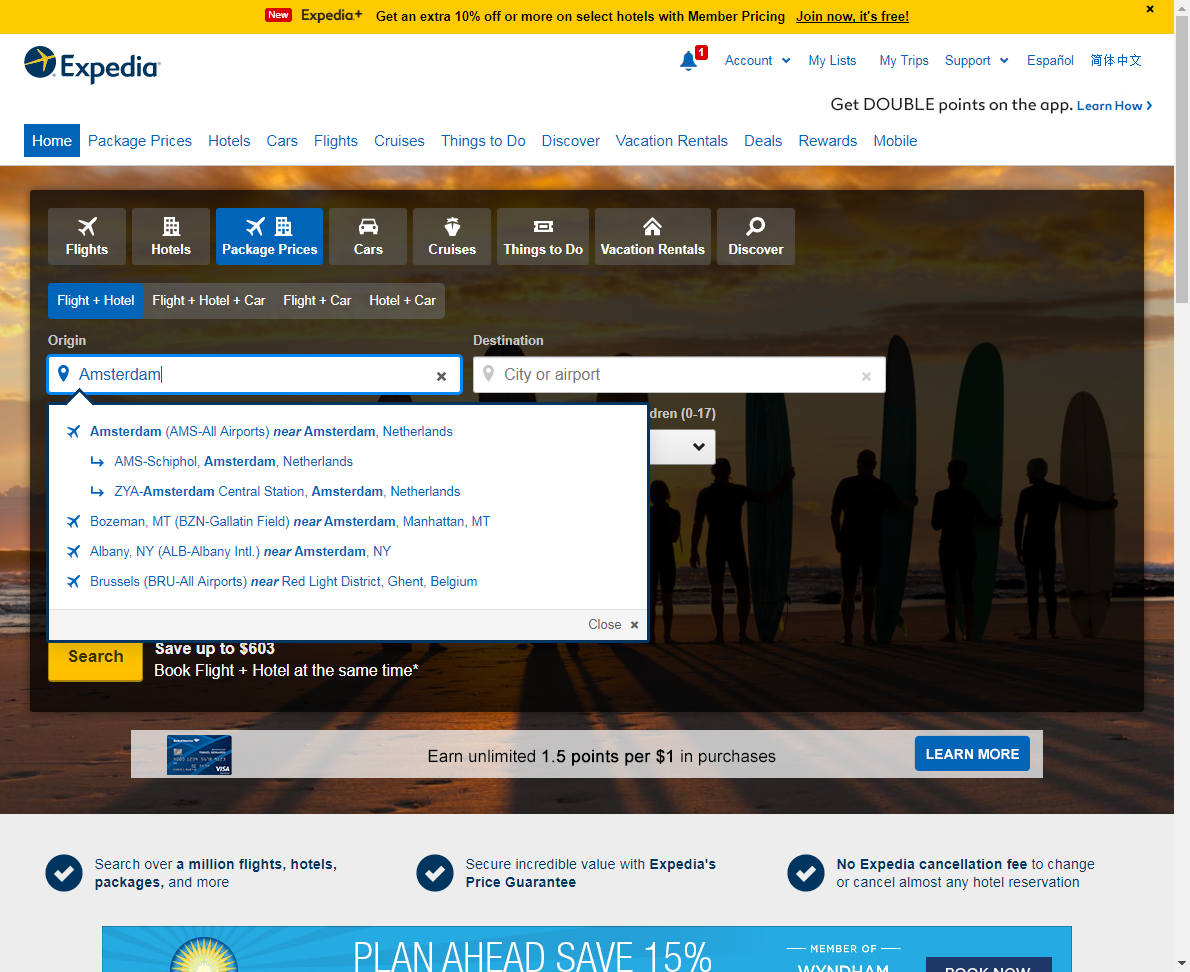 New Expedia+ Get an extra 10% off or more on select hotels with Member Pricing Join now, it's free!
Expedia
1
Account My Lists My Trips Support Español 简体中文
Get DOUBLE points on the app. Learn How
Home Package Prices Hotels Cars Flights Cruises Things to Do Discover Vacation Rentals Deals Rewards Mobile
Flights Hotels Package Prices Cars Cruises Things to Do Vacation Rentals Discover
Flight + Hotel Flight + Hotel + Car Flight + Car Hotel + Car
Origin Destination
Amsterdam City or airport
dren (0-17)
Amsterdam (AMS-All Airports) near Amsterdam, Netherlands
AMS-Schiphol, Amsterdam, Netherlands
ZYA-Amsterdam Central Station, Amsterdam, Netherlands
Bozeman, MT (BZN-Gallatin Field) near Amsterdam, Manhattan, MT
Albany, NY (ALB-Albany Intl.) near Amsterdam, NY
Brussels (BRU-All Airports) near Red Light District, Ghent, Belgium
Close
Search
Save up to $603
Book Flight + Hotel at the same time*
VISA
Earn unlimited 1.5 points per $1 in purchases
LEARN MORE
Search over a million flights, hotels,
packages, and more
Secure incredible value with Expedia's
Price Guarantee
No Expedia cancellation fee to change
or cancel almost any hotel reservation
PLAN AHEAD SAVE 15%
MEMBER OF
WYNDHAM
BOOK NOW